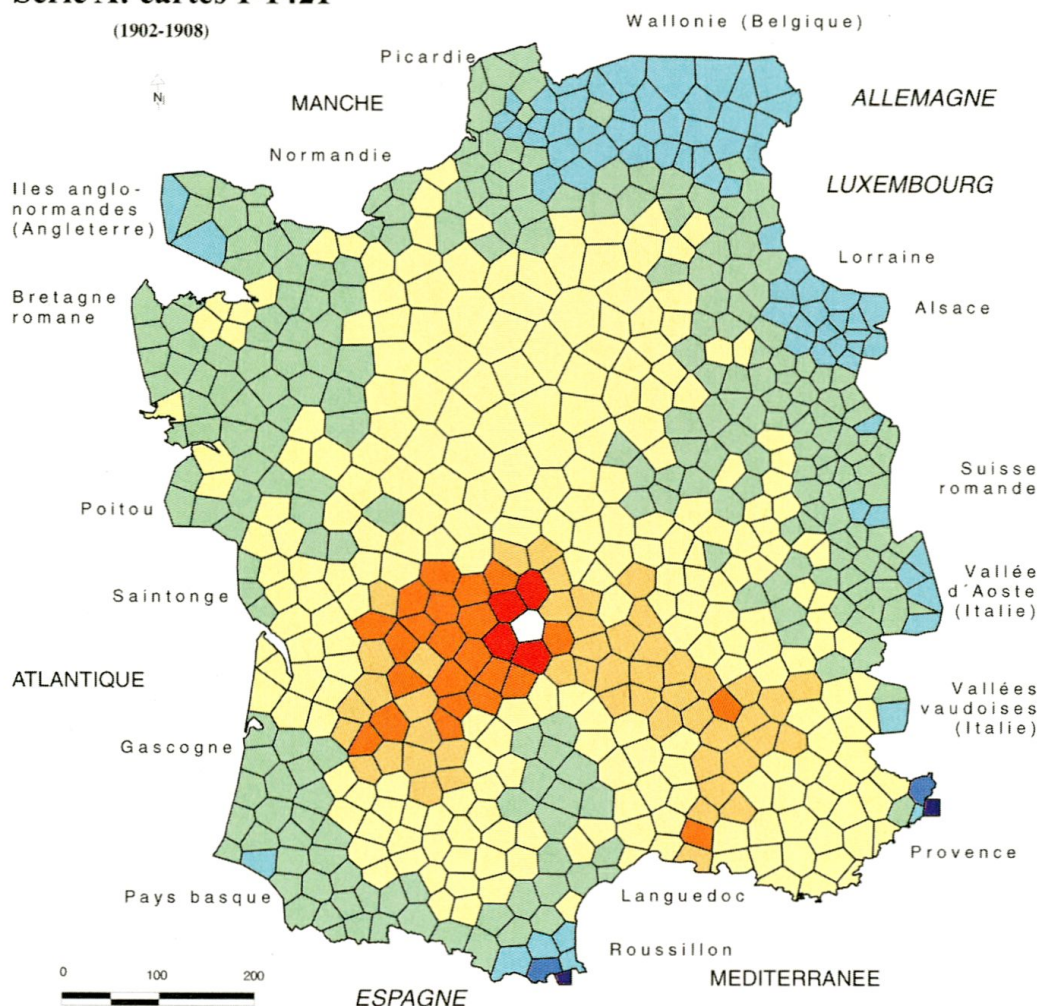 Série A: cartes 1-1421
(1902-1908)
Wallonie (Belgique)
Picardie
N
MANCHE
ALLEMAGNE
Normandie
LUXEMBOURG
Iles anglo-
normandes
(Angleterre)
Lorraine
Bretagne
romane
Alsace
Suisse
romande
Poitou
Vallée
d´Aoste
(Italie)
Saintonge
ATLANTIQUE
Vallées
vaudoises
(Italie)
Gascogne
Provence
Pays basque
Languedoc
Roussillon
0 100 200
MEDITERRANEE
ESPAGNE